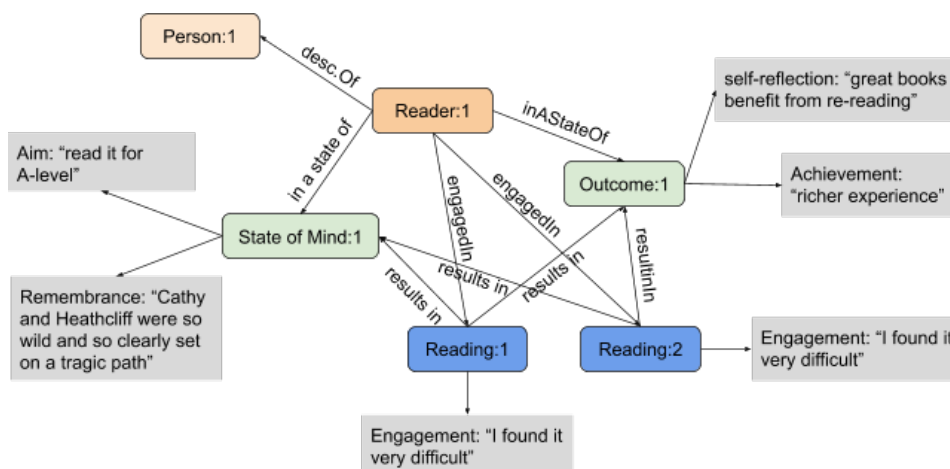 Person:1
desc.Of
Reader:1
inAStateOf
self-reflection: “great books
benefit from re-reading”
Aim: “read it for
A-level”
in a state of
engagedIn
engagedIn
Outcome:1
Achievement:
“richer experience”
State of Mind:1
results in
results in
results in
resultinIn
Remembrance: “Cathy
and Heathcliff were so
wild and so clearly set
on a tragic path”
Reading:1
Reading:2
Engagement: “I found it
very difficult”
Engagement: “I found it
very difficult”